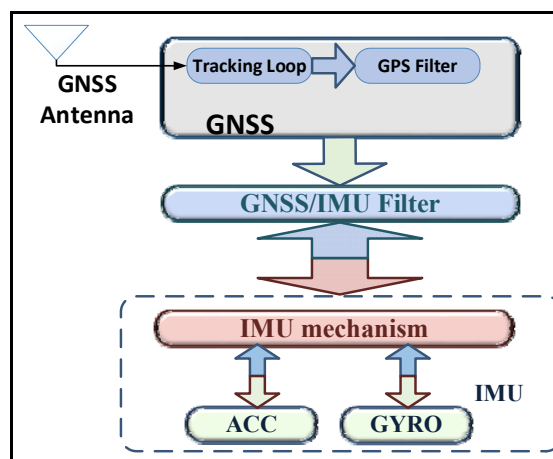 Tracking Loop
GPS Filter
GNSS
Antenna
GNSS
GNSS/IMU Filter
IMU mechanism
IMU
ACC
GYRO